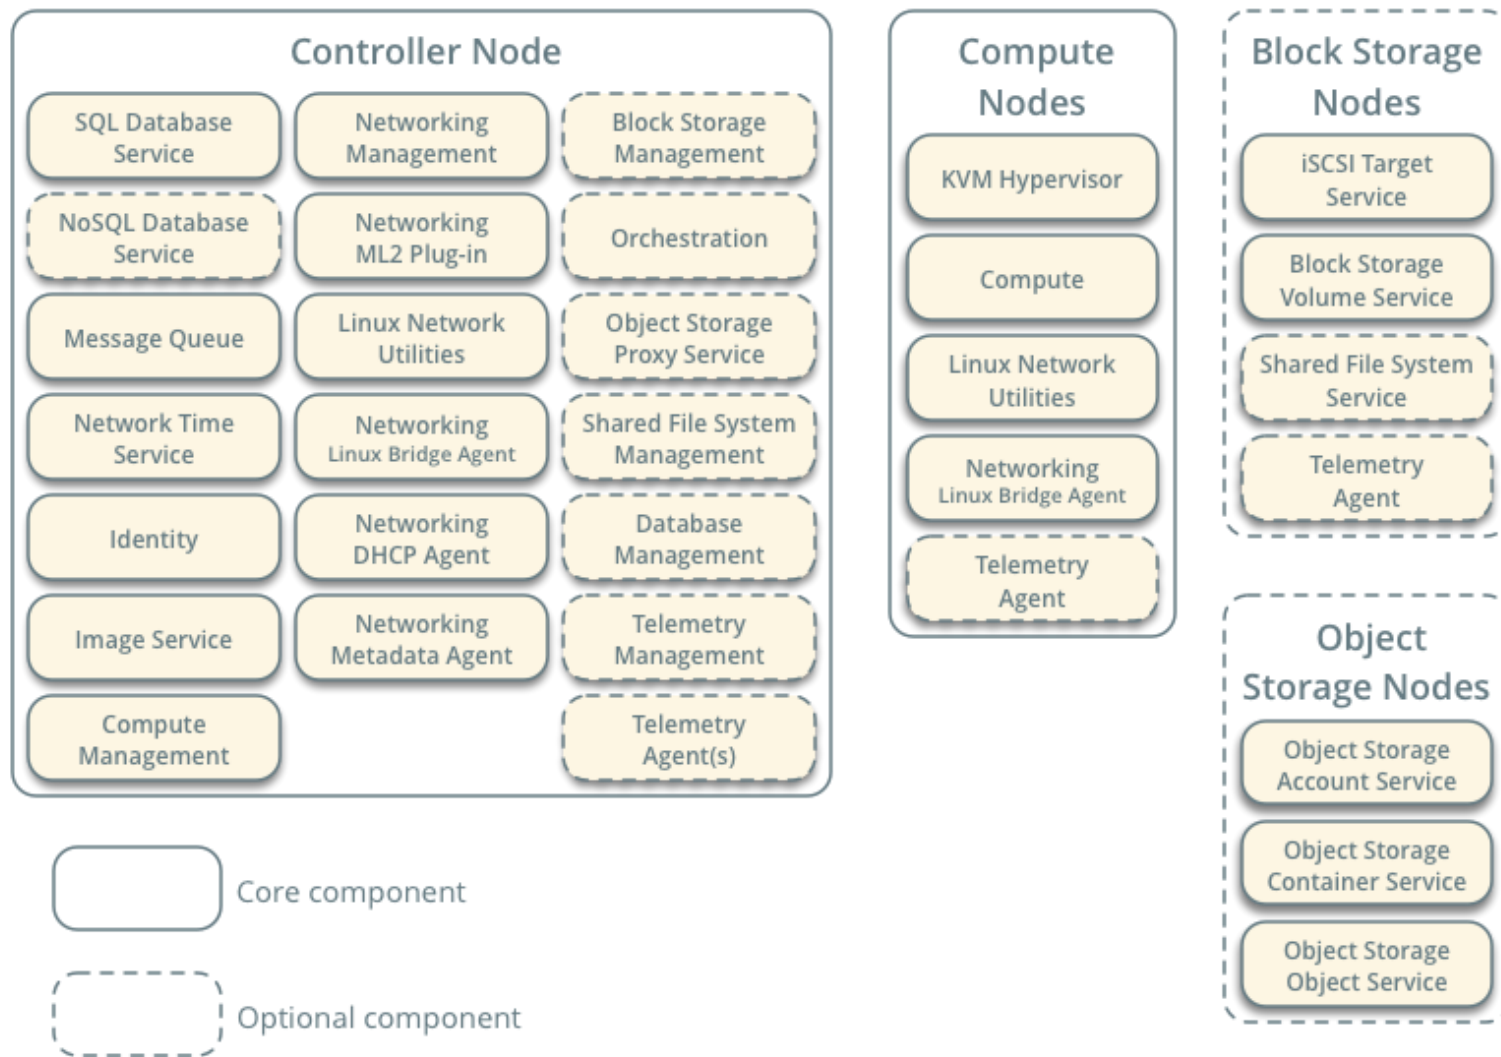 Controller Node
SQL Database
Service
NoSQL Database
Service
Message Queue
Network Time
Service
Identity
Image Service
Compute
Management
Networking
Management
Networking
ML2 Plug-in
Linux Network
Utilities
Networking
Linux Bridge Agent
Networking
DHCP Agent
Networking
Metadata Agent
Block Storage
Management
Orchestration
Object Storage
Proxy Service
Shared File System
Management
Database
Management
Telemetry
Management
Telemetry
Agent(s)
Compute
Nodes
KVM Hypervisor
Compute
Linux Network
Utilities
Networking
Linux Bridge Agent
Telemetry
Agent
Block Storage
Nodes
iSCSI Target
Service
Block Storage
Volume Service
Shared File System
Service
Telemetry
Agent
Object
Storage Nodes
Object Storage
Account Service
Object Storage
Container Service
Object Storage
Object Service
Core component
Optional component